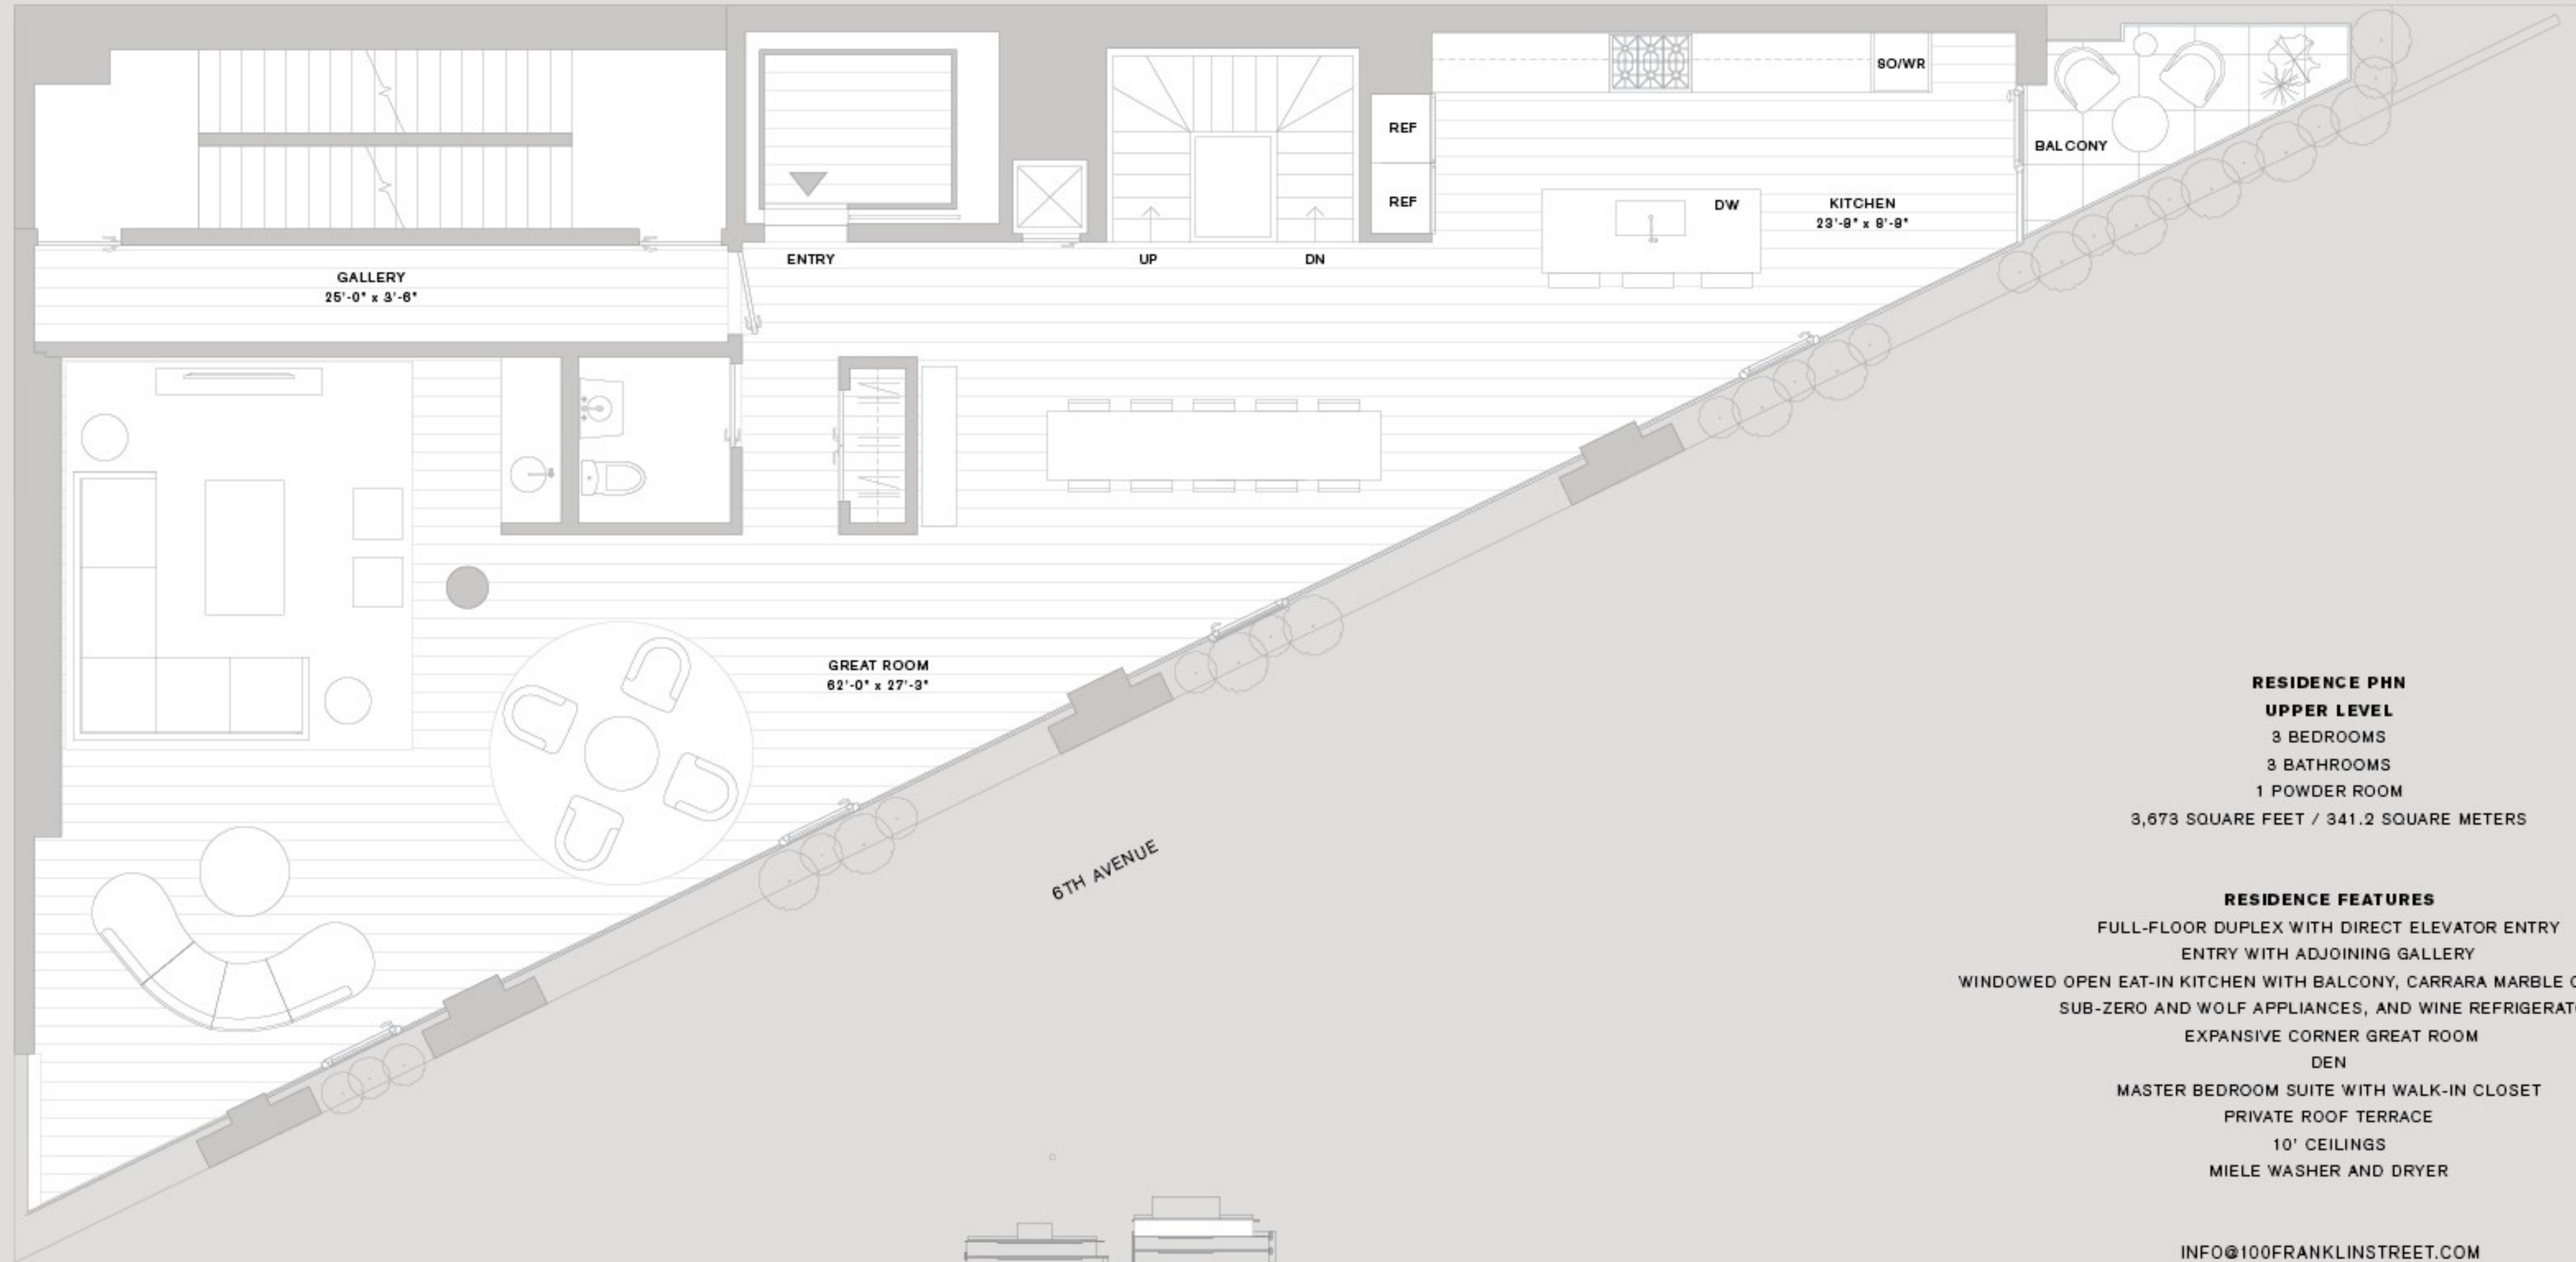 SO/WR
REF
BALCONY
REF
DW
KITCHEN
23'-8" x 8'-8"
ENTRY
UP
DN
GALLERY
25'-0" x 3'-6"
GREAT ROOM
62'-0" x 27'-3"
6TH AVENUE
RESIDENCE PHN
UPPER LEVEL
3 BEDROOMS
3 BATHROOMS
1 POWDER ROOM
3,673 SQUARE FEET / 341.2 SQUARE METERS
RESIDENCE FEATURES
FULL-FLOOR DUPLEX WITH DIRECT ELEVATOR ENTRY
ENTRY WITH ADJOINING GALLERY
WINDOWED OPEN EAT-IN KITCHEN WITH BALCONY, CARRARA MARBLE
SUB-ZERO AND WOLF APPLIANCES, AND WINE
EXPANSIVE CORNER GREAT ROOM
DEN
MASTER BEDROOM SUITE WITH WALK-IN CLOSET
PRIVATE ROOF TERRACE
10' CEILINGS
MIELE WASHER AND DRYER
INFO@100FRANKLINSTREET.COM